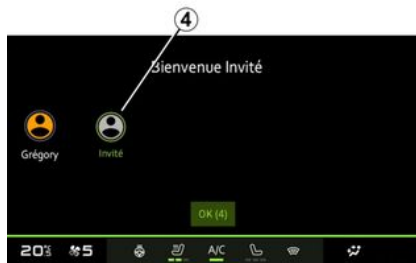 4
Bienvenue Invité
Grégory
Invité
OK (4)
20°C
5
A/C